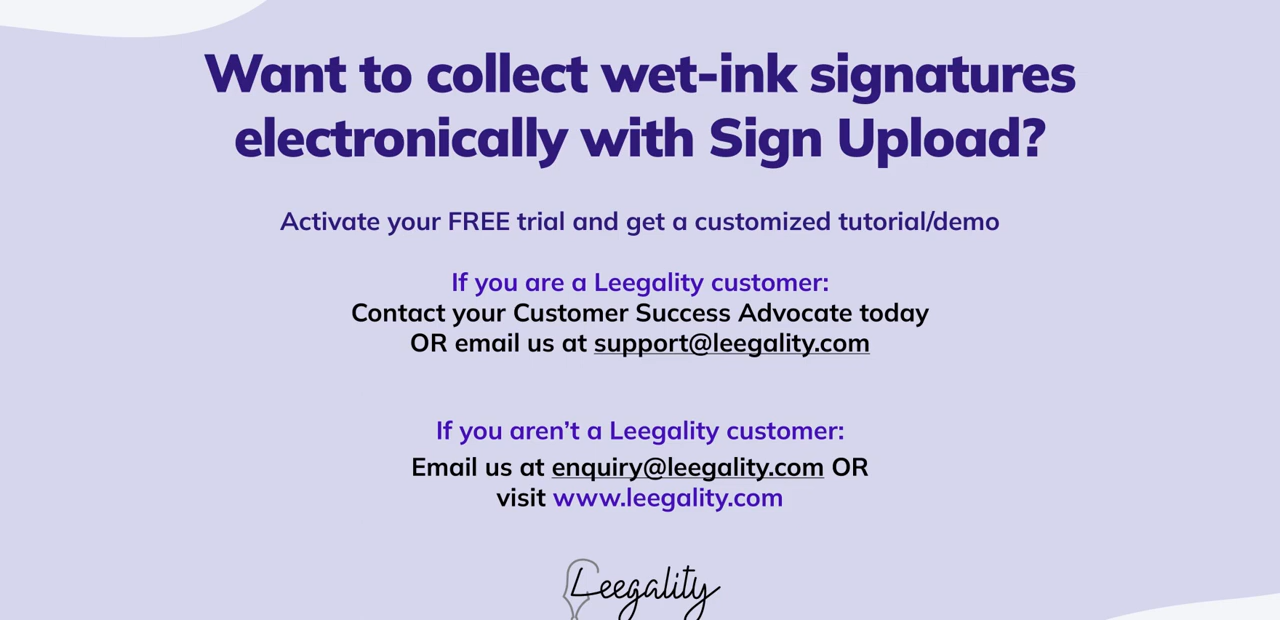 Want to collect wet-ink signatures
electronically with Sign Upload?
Activate your FREE trial and get a customized tutorial/demo
If you are a Leegality customer:
Contact your Customer Success Advocate today
OR email us at support@leegality.com
If you aren’t a Leegality customer:
Email us at enquiry@leegality.com OR
visit www.leegality.com
Leegality